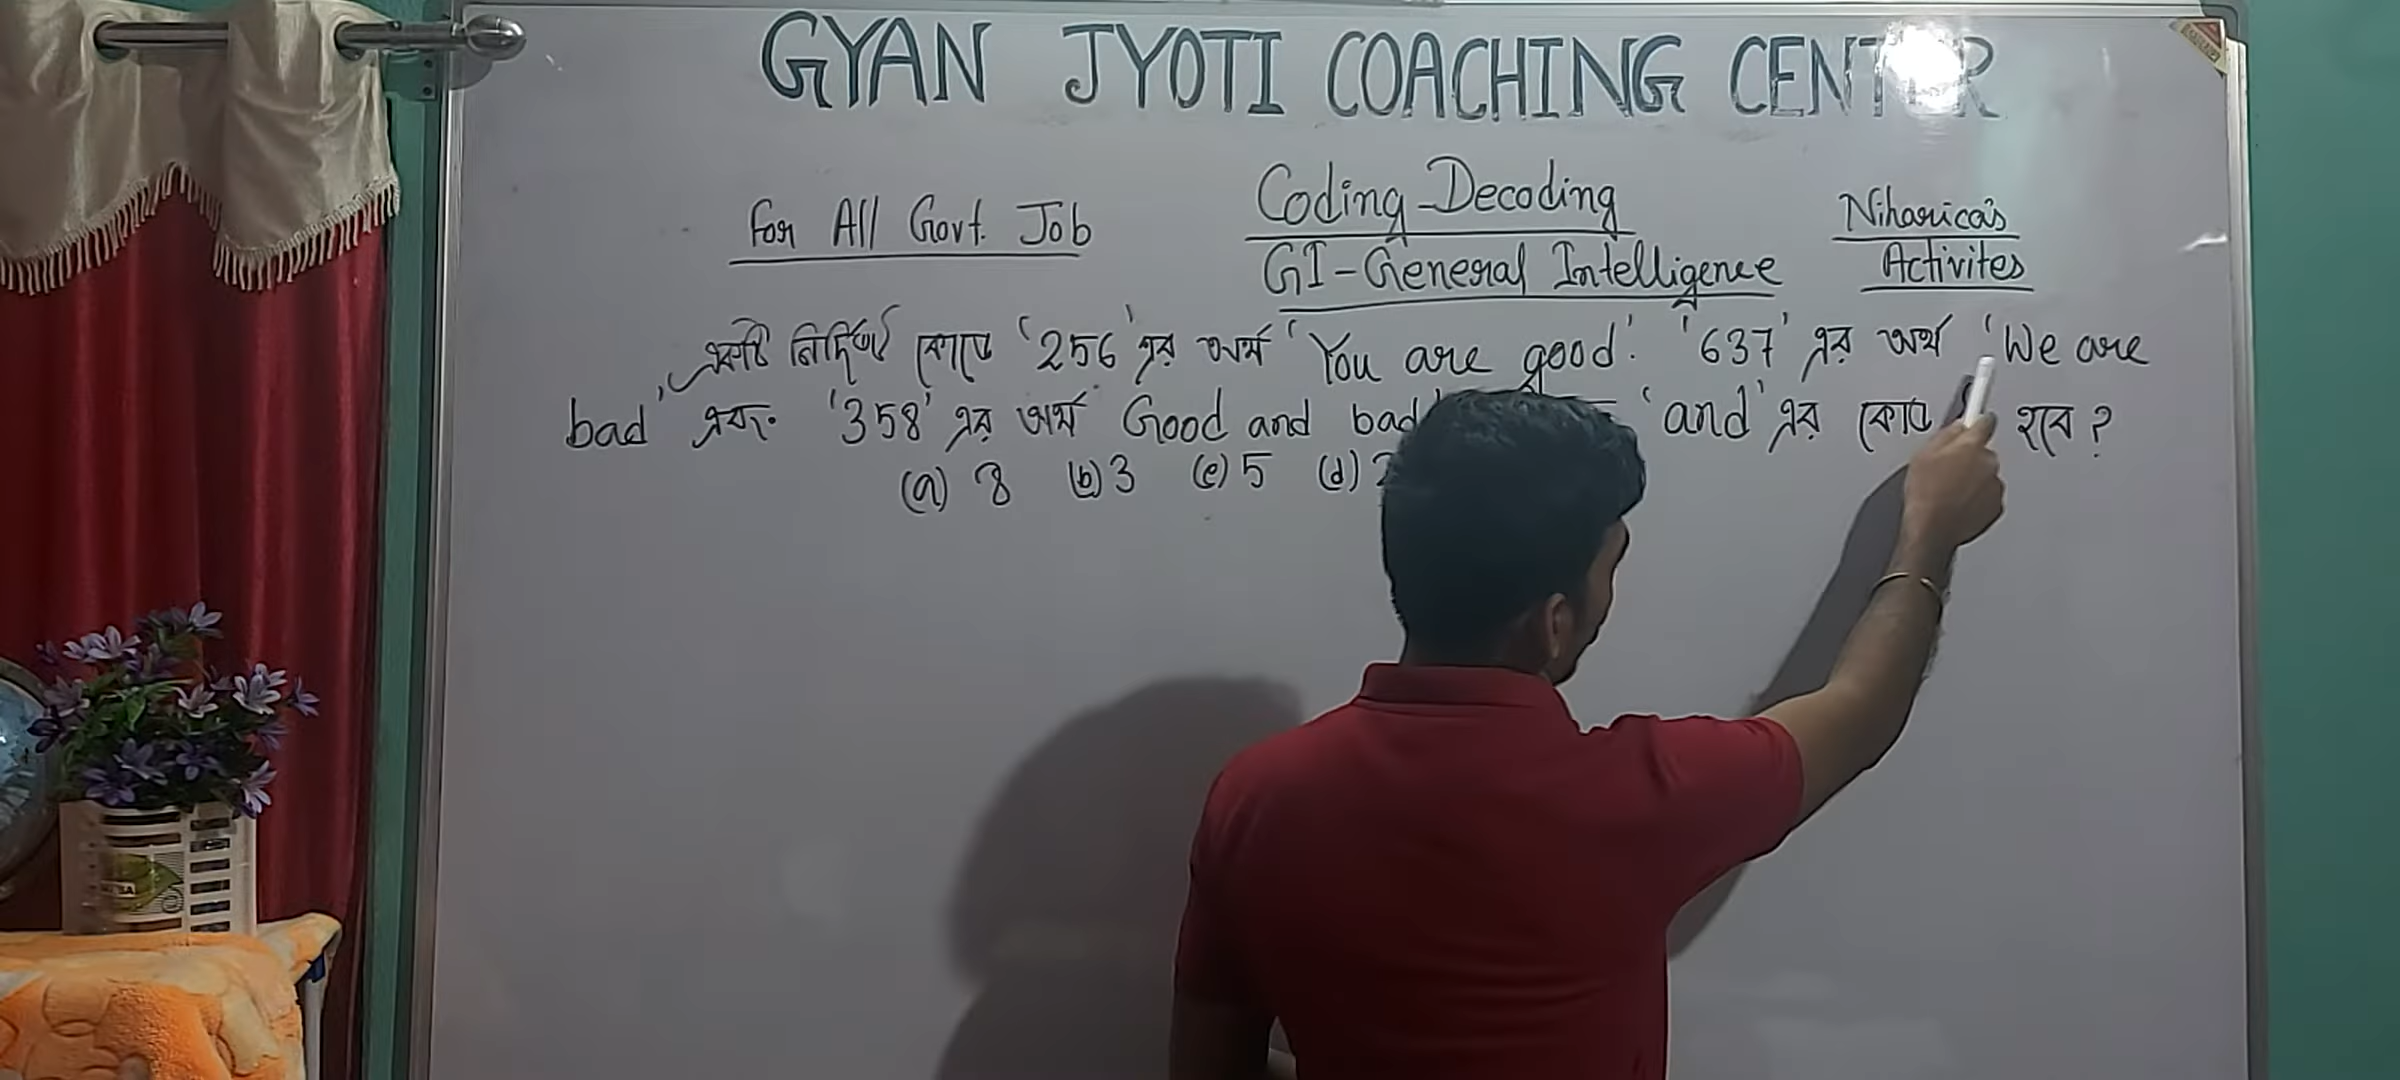 GYAN JYOTI COACHING CENTER
For All Govt. Job
Coding-Decoding
GI-General Intelligence
Niharica's
Activites
একটি নির্দিষ্ট কোডে '256' এর অর্থ 'You are good'. '637' এর অর্থ 'We are
bad' এবং '358' এর অর্থ Good and bad 'and' এর কোড হবে?
(a) 8 (b) 3 (c) 5 (d) 2